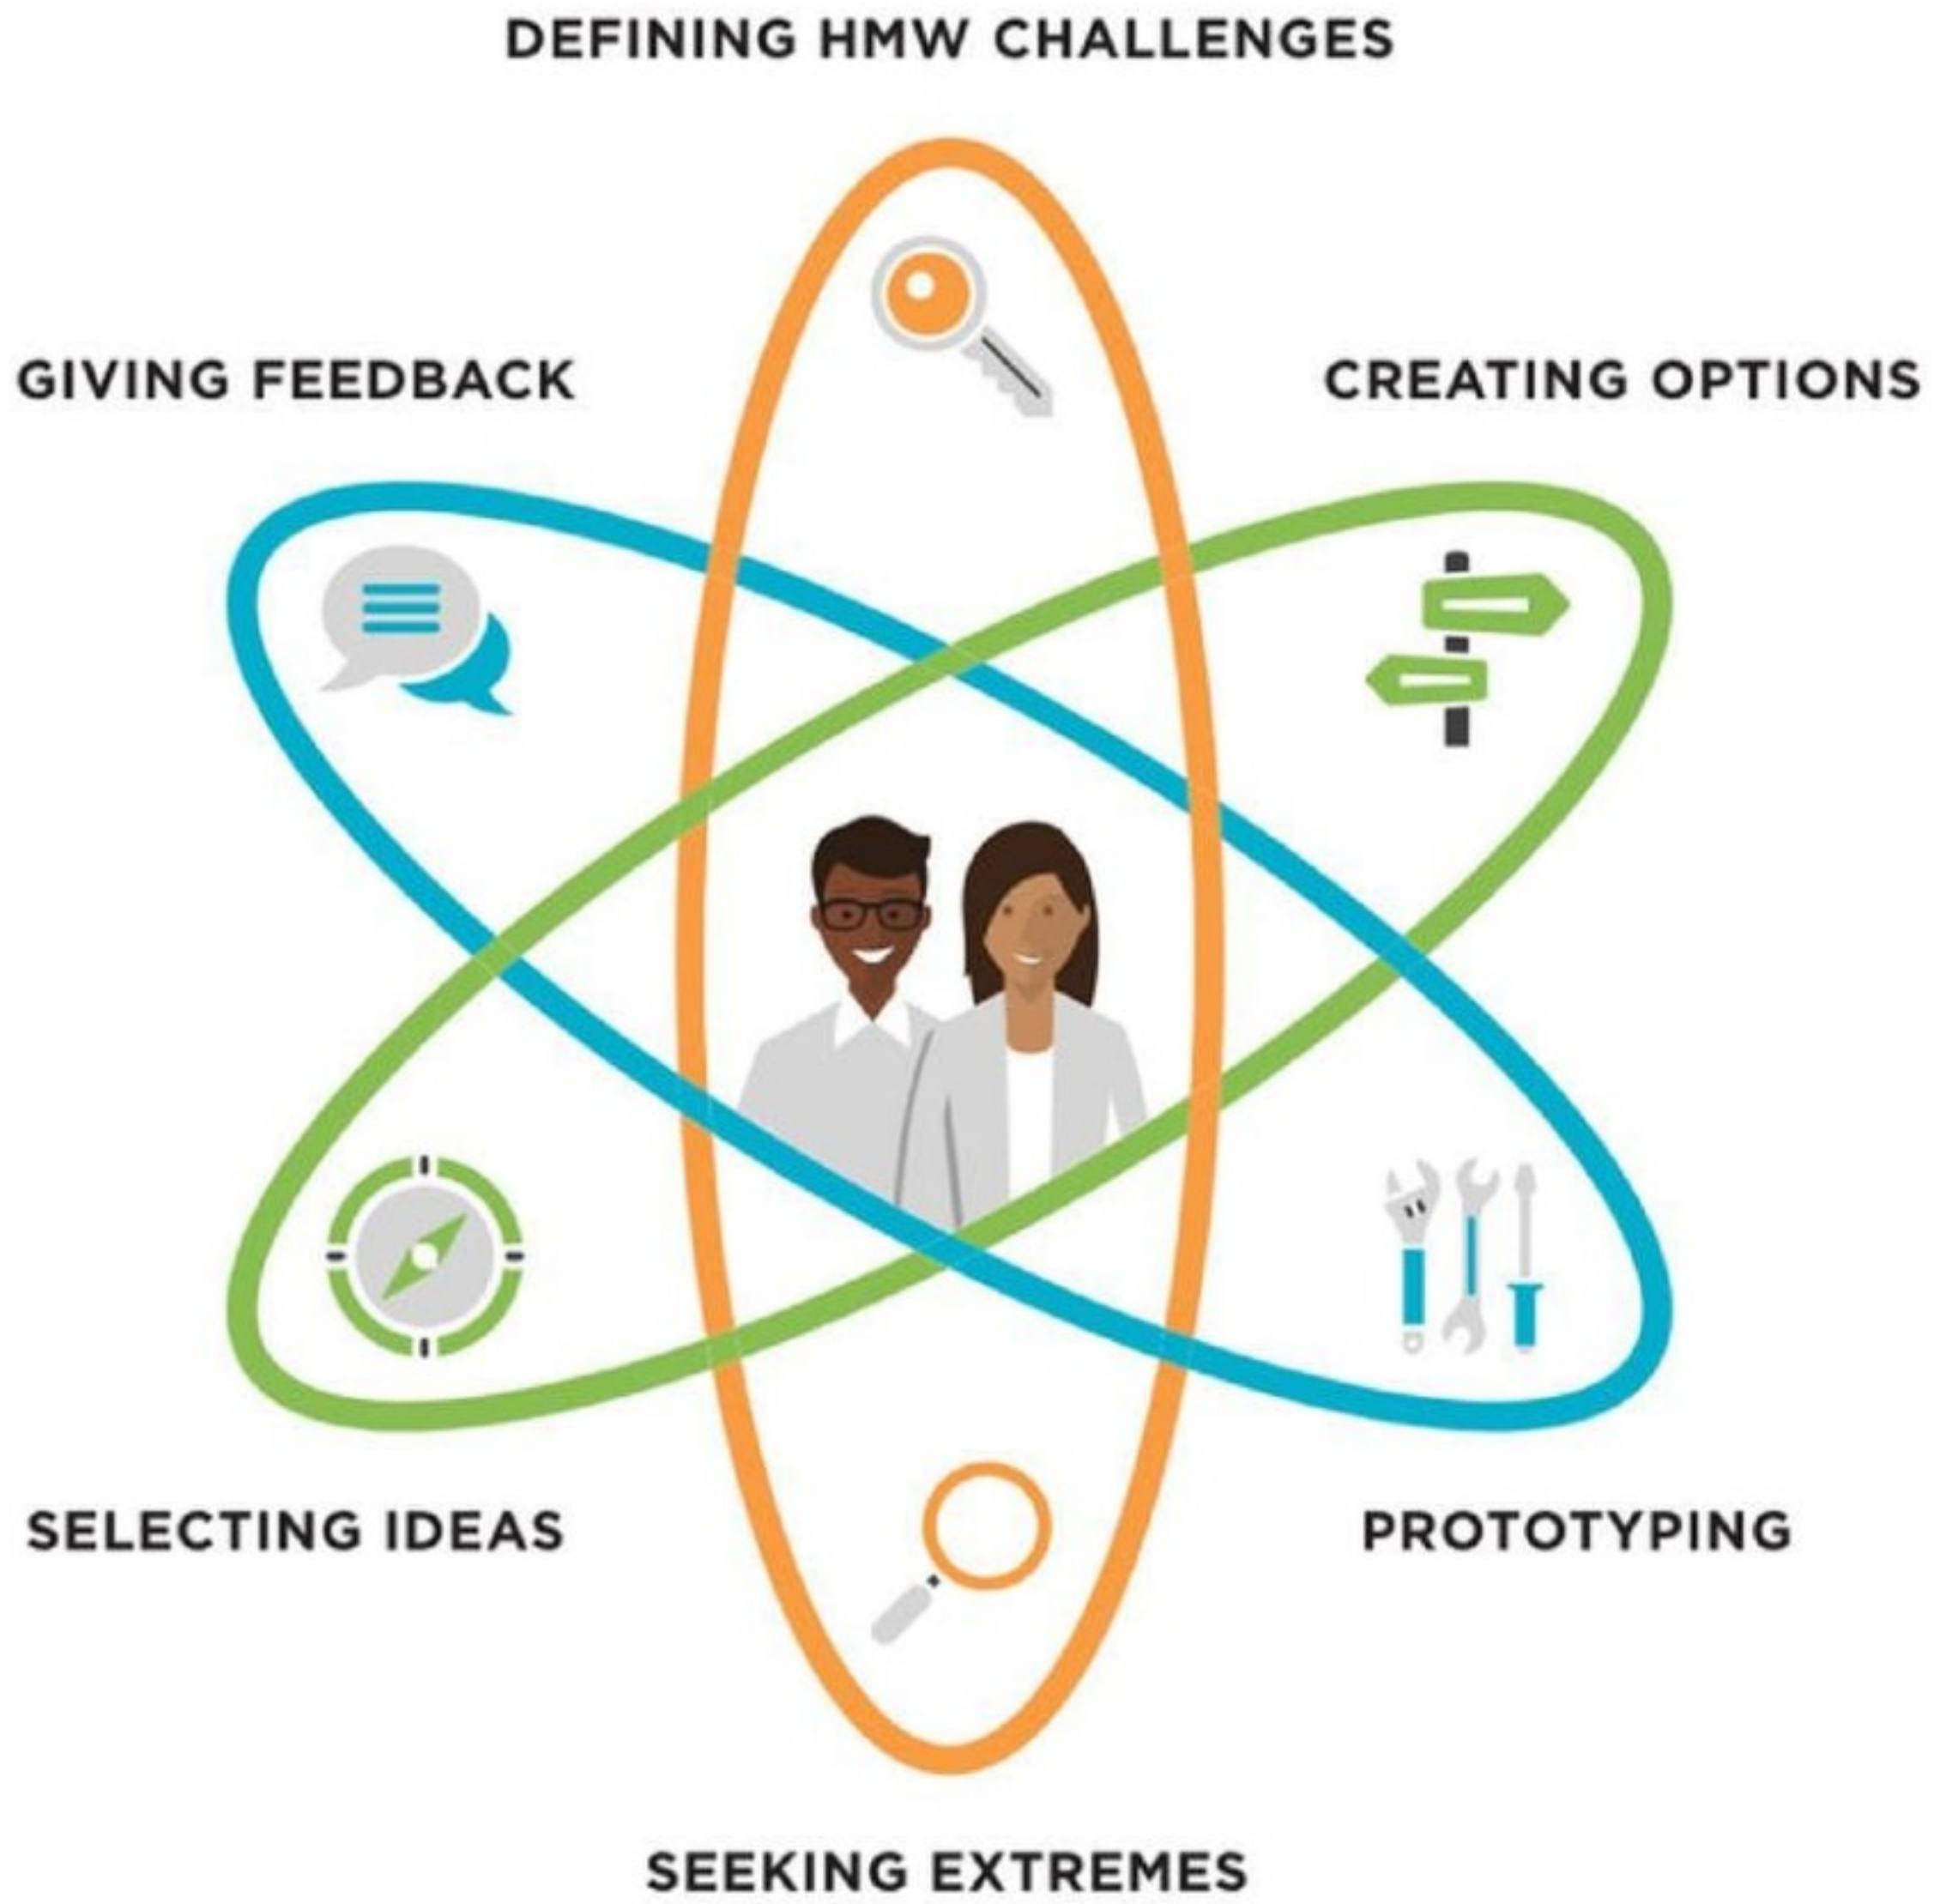 DEFINING HMW CHALLENGES
GIVING FEEDBACK
CREATING OPTIONS
SELECTING IDEAS
PROTOTYPING
SEEKING EXTREMES